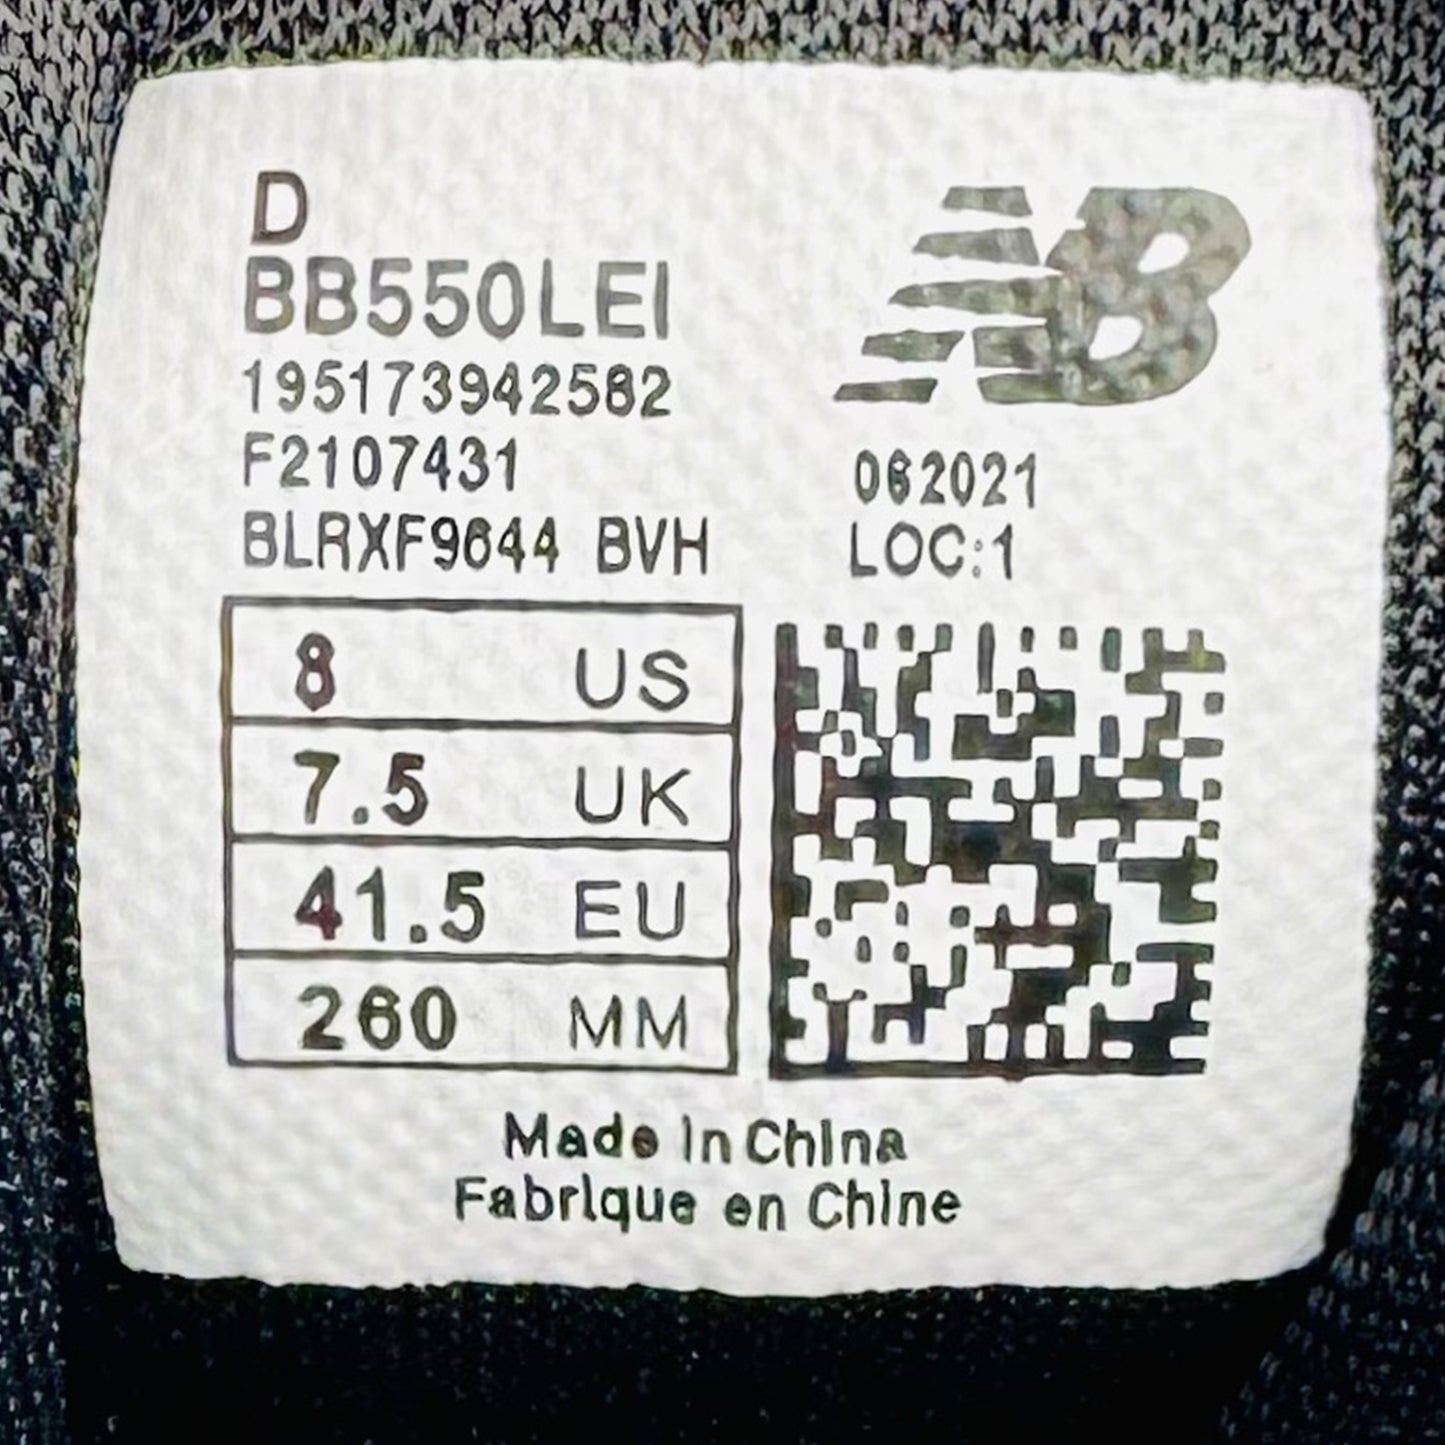 D
BB550LEI
195173942582
F2107431
BLRXF9644 BVH
NB
062021
LOC:1
8 US
7.5 UK
41.5 EU
260 MM
Made In China
Fabrique en Chine